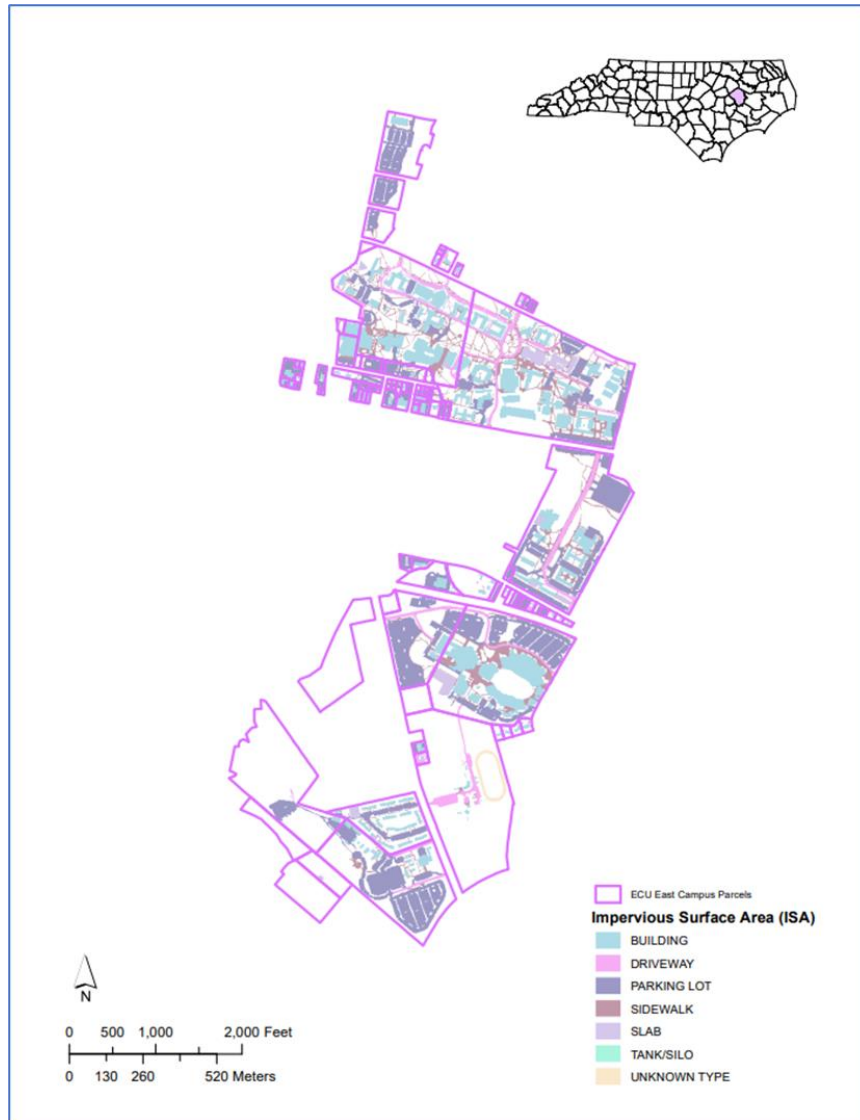 ECU East Campus Parcels
Impervious Surface Area (ISA)
BUILDING
DRIVEWAY
PARKING LOT
SIDEWALK
SLAB
TANK/SILO
UNKNOWN TYPE
N
0 500 1,000 2,000 Feet
0 130 260 520 Meters